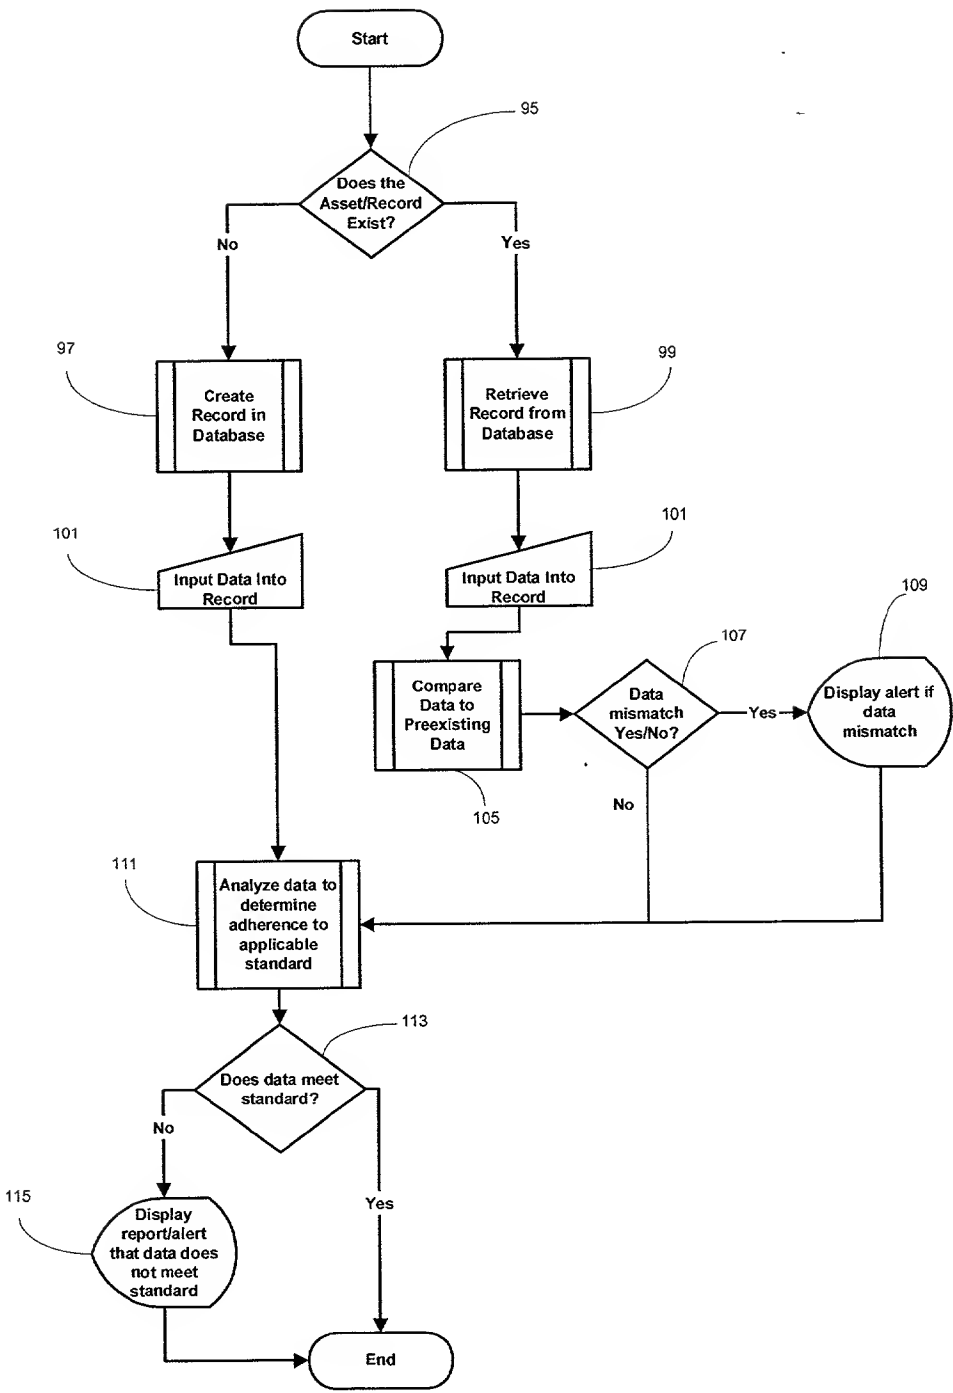 Start
95
Does the
Asset/Record
Exist?
No
Yes
97
Create
Record in
Database
99
Retrieve
Record from
Database
101
Input Data Into
Record
101
Input Data Into
Record
109
107
Compare
Data to
Preexisting
Data
105
Data
mismatch
Yes/No?
Yes
Display alert if
data
mismatch
No
111
Analyze data to
determine
adherence to
applicable
standard
113
Does data meet
standard?
No
Yes
115
Display
report/alert
that data does
not meet
standard
End